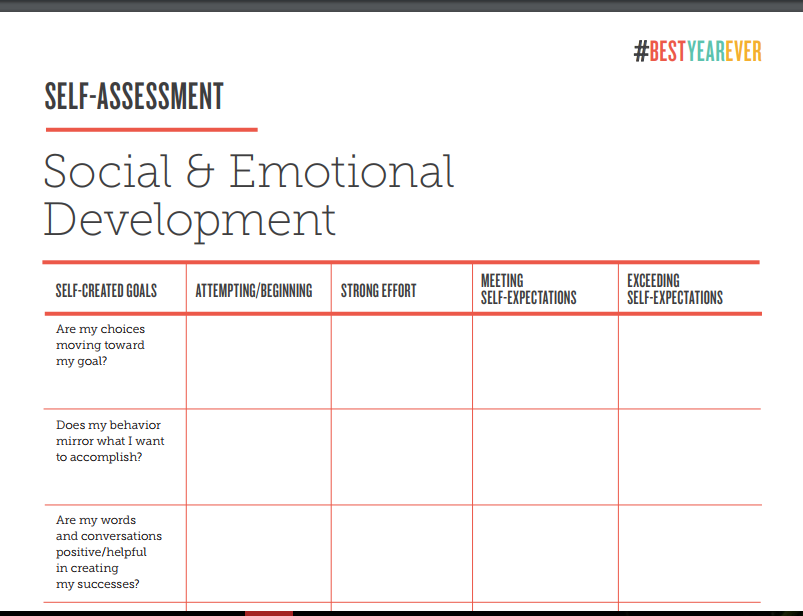 #BESTYEAREVER
SELF-ASSESSMENT
Social & Emotional
Development
SELF-CREATED GOALS
ATTEMPTING/BEGINNING
STRONG EFFORT
MEETING
SELF-EXPECTATIONS
EXCEEDING
SELF-EXPECTATIONS
Are my choices
moving toward
my goal?
Does my behavior
mirror what I want
to accomplish?
Are my words
and conversations
positive/helpful
in creating
my successes?